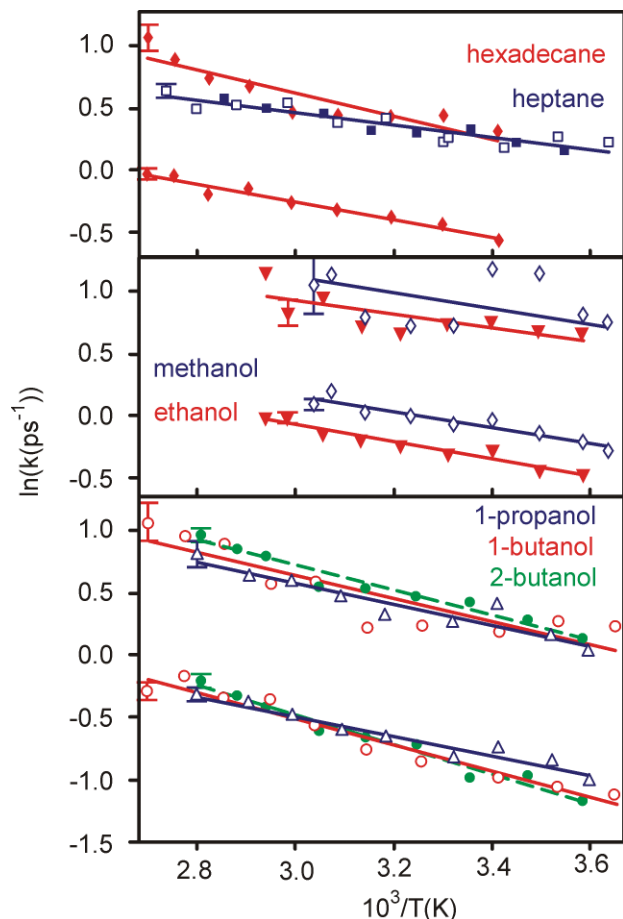 1.0
0.5
0.0
-0.5
hexadecane
heptane
1.0
0.5
0.0
-0.5
methanol
ethanol
ln(k(ps⁻¹))
1.0
0.5
0.0
-0.5
-1.0
-1.5
1-propanol
1-butanol
2-butanol
2.8 3.0 3.2 3.4 3.6
10³/T(K)